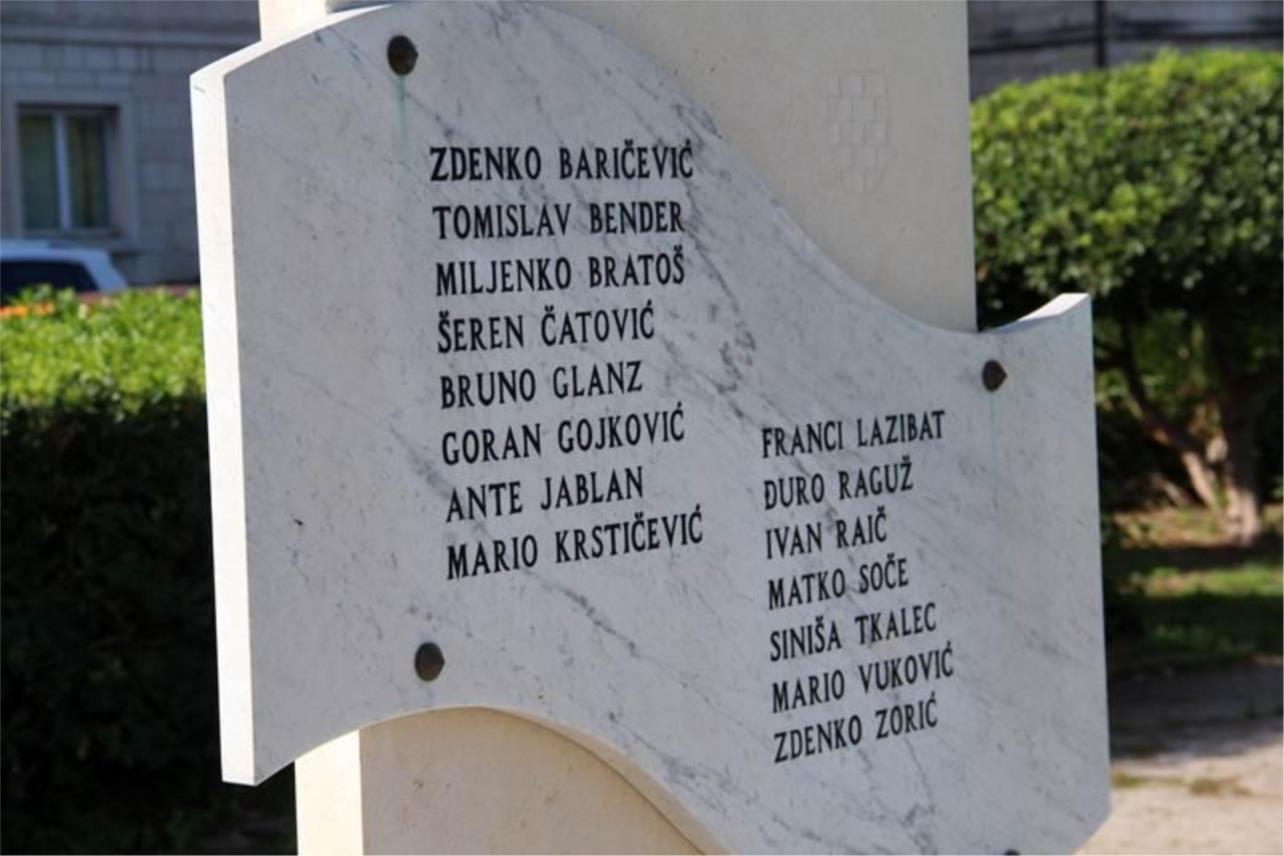 ZDENKO BARIČEVIĆ
TOMISLAV BENDER
MILJENKO BRATOŠ
ŠEREN ČATOVIĆ
BRUNO GLANZ
GORAN GOJKOVIĆ
ANTE JABLAN
MARIO KRSTIČEVIĆ
FRANCI LAZIBAT
ĐURO RAGUŽ
IVAN RAIČ
MATKO SOČE
SINIŠA TKALEC
MARIO VUKOVIĆ
ZDENKO ZORIĆ